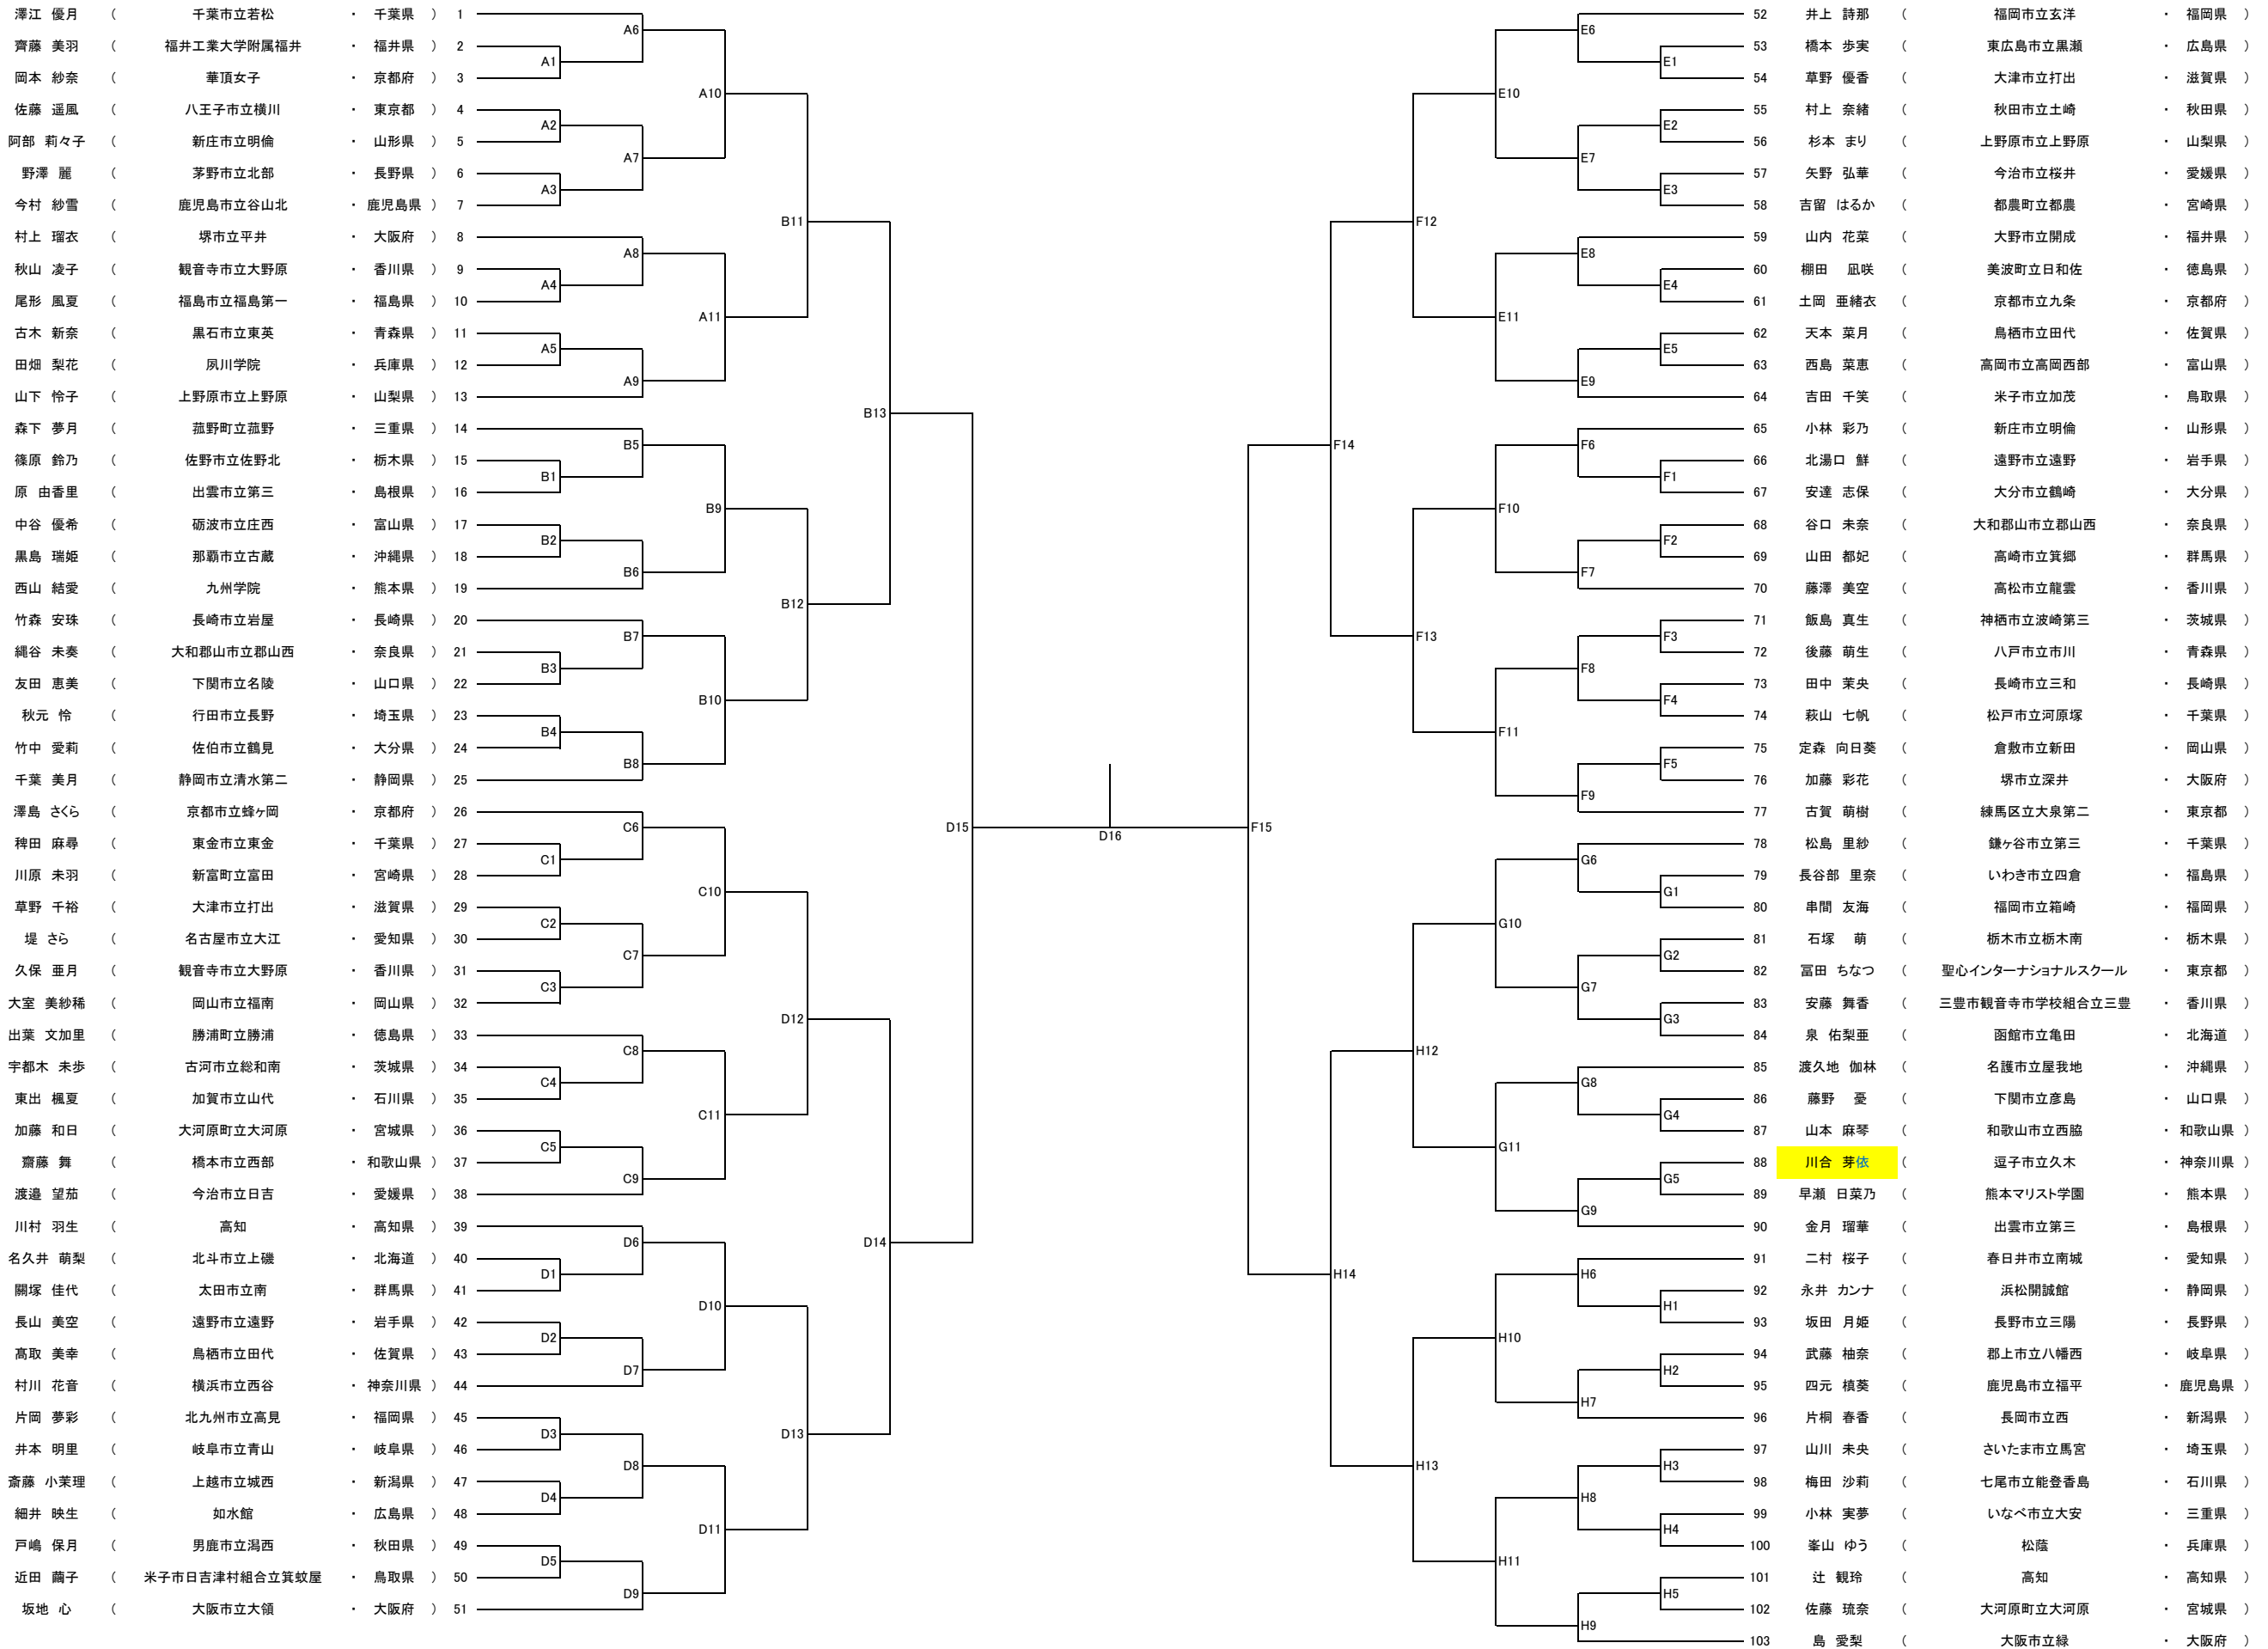 澤江 優月 ( 千葉市立若松 ・ 千葉県 ) 1
齊藤 美羽 ( 福井工業大学附属福井 ・ 福井県 ) 2
岡本 紗奈 ( 華頂女子 ・ 京都府 ) 3
佐藤 遥風 ( 八王子市立横川 ・ 東京都 ) 4
阿部 莉々子 ( 新庄市立明倫 ・ 山形県 ) 5
野澤 麗 ( 茅野市立北部 ・ 長野県 ) 6
今村 紗雪 ( 鹿児島市立谷山北 ・ 鹿児島県 ) 7
村上 瑠衣 ( 堺市立平井 ・ 大阪府 ) 8
秋山 凌子 ( 観音寺市立大野原 ・ 香川県 ) 9
尾形 風夏 ( 福島市立福島第一 ・ 福島県 ) 10
古木 新奈 ( 黒石市立東英 ・ 青森県 ) 11
田畑 梨花 ( 夙川学院 ・ 兵庫県 ) 12
山下 怜子 ( 上野原市立上野原 ・ 山梨県 ) 13
森下 夢月 ( 菰野町立菰野 ・ 三重県 ) 14
篠原 鈴乃 ( 佐野市立佐野北 ・ 栃木県 ) 15
原 由香里 ( 出雲市立第三 ・ 島根県 ) 16
中谷 優希 ( 砺波市立庄西 ・ 富山県 ) 17
黒島 瑞姫 ( 那覇市立古蔵 ・ 沖縄県 ) 18
西山 結愛 ( 九州学院 ・ 熊本県 ) 19
竹森 安珠 ( 長崎市立岩屋 ・ 長崎県 ) 20
縄谷 未奏 ( 大和郡山市立郡山西 ・ 奈良県 ) 21
友田 恵美 ( 下関市立名陵 ・ 山口県 ) 22
秋元 怜 ( 行田市立長野 ・ 埼玉県 ) 23
竹中 愛莉 ( 佐伯市立鶴見 ・ 大分県 ) 24
千葉 美月 ( 静岡市立清水第二 ・ 静岡県 ) 25
澤島 さくら ( 京都市立蜂ヶ岡 ・ 京都府 ) 26
稗田 麻尋 ( 東金市立東金 ・ 千葉県 ) 27
川原 未羽 ( 新富町立富田 ・ 宮崎県 ) 28
草野 千裕 ( 大津市立打出 ・ 滋賀県 ) 29
堤 さら ( 名古屋市立大江 ・ 愛知県 ) 30
久保 亜月 ( 観音寺市立大野原 ・ 香川県 ) 31
大室 美紗稀 ( 岡山市立福南 ・ 岡山県 ) 32
出葉 文加里 ( 勝浦町立勝浦 ・ 徳島県 ) 33
宇都木 未歩 ( 古河市立総和南 ・ 茨城県 ) 34
東出 楓夏 ( 加賀市立山代 ・ 石川県 ) 35
加藤 和日 ( 大河原町立大河原 ・ 宮城県 ) 36
齋藤 舞 ( 橋本市立西部 ・ 和歌山県 ) 37
渡邉 望茄 ( 今治市立日吉 ・ 愛媛県 ) 38
川村 羽生 ( 高知 ・ 高知県 ) 39
名久井 萌梨 ( 北斗市立上磯 ・ 北海道 ) 40
關塚 佳代 ( 太田市立南 ・ 群馬県 ) 41
長山 美空 ( 遠野市立遠野 ・ 岩手県 ) 42
髙取 美幸 ( 鳥栖市立田代 ・ 佐賀県 ) 43
村川 花音 ( 横浜市立西谷 ・ 神奈川県 ) 44
片岡 夢彩 ( 北九州市立高見 ・ 福岡県 ) 45
井本 明里 ( 岐阜市立青山 ・ 岐阜県 ) 46
斎藤 小茉理 ( 上越市立城西 ・ 新潟県 ) 47
細井 映生 ( 如水館 ・ 広島県 ) 48
戸嶋 保月 ( 男鹿市立潟西 ・ 秋田県 ) 49
近田 繭子 ( 米子市日吉津村組合立箕蚊屋 ・ 鳥取県 ) 50
坂地 心 ( 大阪市立大領 ・ 大阪府 ) 51
A6
A1
A10
A2
A7
A3
B11
A8
A4
A11
A5
A9
B13
B5
B1
B9
B2
B6
B12
B7
B3
B10
B4
B8
C6
D15
C1
C10
C2
C7
C3
D12
C8
C4
C11
C5
C9
D6
D14
D1
D10
D2
D7
D3
D13
D8
D4
D11
D5
D9
D16
E6
E1
E10
E2
E7
E3
F12
E8
E4
E11
E5
E9
F14
F6
F1
F10
F2
F7
F13
F3
F8
F4
F11
F5
F9
F15
G6
G1
G10
G2
G7
G3
H12
G8
G4
G11
G5
G9
H14
H6
H1
H10
H2
H7
H13
H3
H8
H4
H11
H5
H9
52 井上 詩那 ( 福岡市立玄洋 ・ 福岡県 )
53 橋本 歩実 ( 東広島市立黒瀬 ・ 広島県 )
54 草野 優香 ( 大津市立打出 ・ 滋賀県 )
55 村上 奈緒 ( 秋田市立土崎 ・ 秋田県 )
56 杉本 まり ( 上野原市立上野原 ・ 山梨県 )
57 矢野 弘華 ( 今治市立桜井 ・ 愛媛県 )
58 吉留 はるか ( 都農町立都農 ・ 宮崎県 )
59 山内 花菜 ( 大野市立開成 ・ 福井県 )
60 棚田 凪咲 ( 美波町立日和佐 ・ 徳島県 )
61 土岡 亜緒衣 ( 京都市立九条 ・ 京都府 )
62 天本 菜月 ( 鳥栖市立田代 ・ 佐賀県 )
63 西島 菜恵 ( 高岡市立高岡西部 ・ 富山県 )
64 吉田 千笑 ( 米子市立加茂 ・ 鳥取県 )
65 小林 彩乃 ( 新庄市立明倫 ・ 山形県 )
66 北湯口 鮮 ( 遠野市立遠野 ・ 岩手県 )
67 安達 志保 ( 大分市立鶴崎 ・ 大分県 )
68 谷口 未奈 ( 大和郡山市立郡山西 ・ 奈良県 )
69 山田 都妃 ( 高崎市立箕郷 ・ 群馬県 )
70 藤澤 美空 ( 高松市立龍雲 ・ 香川県 )
71 飯島 真生 ( 神栖市立波崎第三 ・ 茨城県 )
72 後藤 萌生 ( 八戸市立市川 ・ 青森県 )
73 田中 茉央 ( 長崎市立三和 ・ 長崎県 )
74 萩山 七帆 ( 松戸市立河原塚 ・ 千葉県 )
75 定森 向日葵 ( 倉敷市立新田 ・ 岡山県 )
76 加藤 彩花 ( 堺市立深井 ・ 大阪府 )
77 古賀 萌樹 ( 練馬区立大泉第二 ・ 東京都 )
78 松島 里紗 ( 鎌ヶ谷市立第三 ・ 千葉県 )
79 長谷部 里奈 ( いわき市立四倉 ・ 福島県 )
80 串間 友海 ( 福岡市立箱崎 ・ 福岡県 )
81 石塚 萌 ( 栃木市立栃木南 ・ 栃木県 )
82 冨田 ちなつ ( 聖心インターナショナルスクール ・ 東京都 )
83 安藤 舞香 ( 三豊市観音寺市学校組合立三豊 ・ 香川県 )
84 泉 佑梨亜 ( 函館市立亀田 ・ 北海道 )
85 渡久地 伽林 ( 名護市立屋我地 ・ 沖縄県 )
86 藤野 憂 ( 下関市立彦島 ・ 山口県 )
87 山本 麻琴 ( 和歌山市立西脇 ・ 和歌山県 )
88 川合 芽依 ( 逗子市立久木 ・ 神奈川県 )
89 早瀬 日菜乃 ( 熊本マリスト学園 ・ 熊本県 )
90 金月 瑠華 ( 出雲市立第三 ・ 島根県 )
91 二村 桜子 ( 春日井市立南城 ・ 愛知県 )
92 永井 カンナ ( 浜松開誠館 ・ 静岡県 )
93 坂田 月姫 ( 長野市立三陽 ・ 長野県 )
94 武藤 柚奈 ( 郡上市立八幡西 ・ 岐阜県 )
95 四元 槙葵 ( 鹿児島市立福平 ・ 鹿児島県 )
96 片桐 春香 ( 長岡市立西 ・ 新潟県 )
97 山川 未央 ( さいたま市立馬宮 ・ 埼玉県 )
98 梅田 沙莉 ( 七尾市立能登香島 ・ 石川県 )
99 小林 実夢 ( いなべ市立大安 ・ 三重県 )
100 峯山 ゆう ( 松蔭 ・ 兵庫県 )
101 辻 観玲 ( 高知 ・ 高知県 )
102 佐藤 琉奈 ( 大河原町立大河原 ・ 宮城県 )
103 島 愛梨 ( 大阪市立緑 ・ 大阪府 )